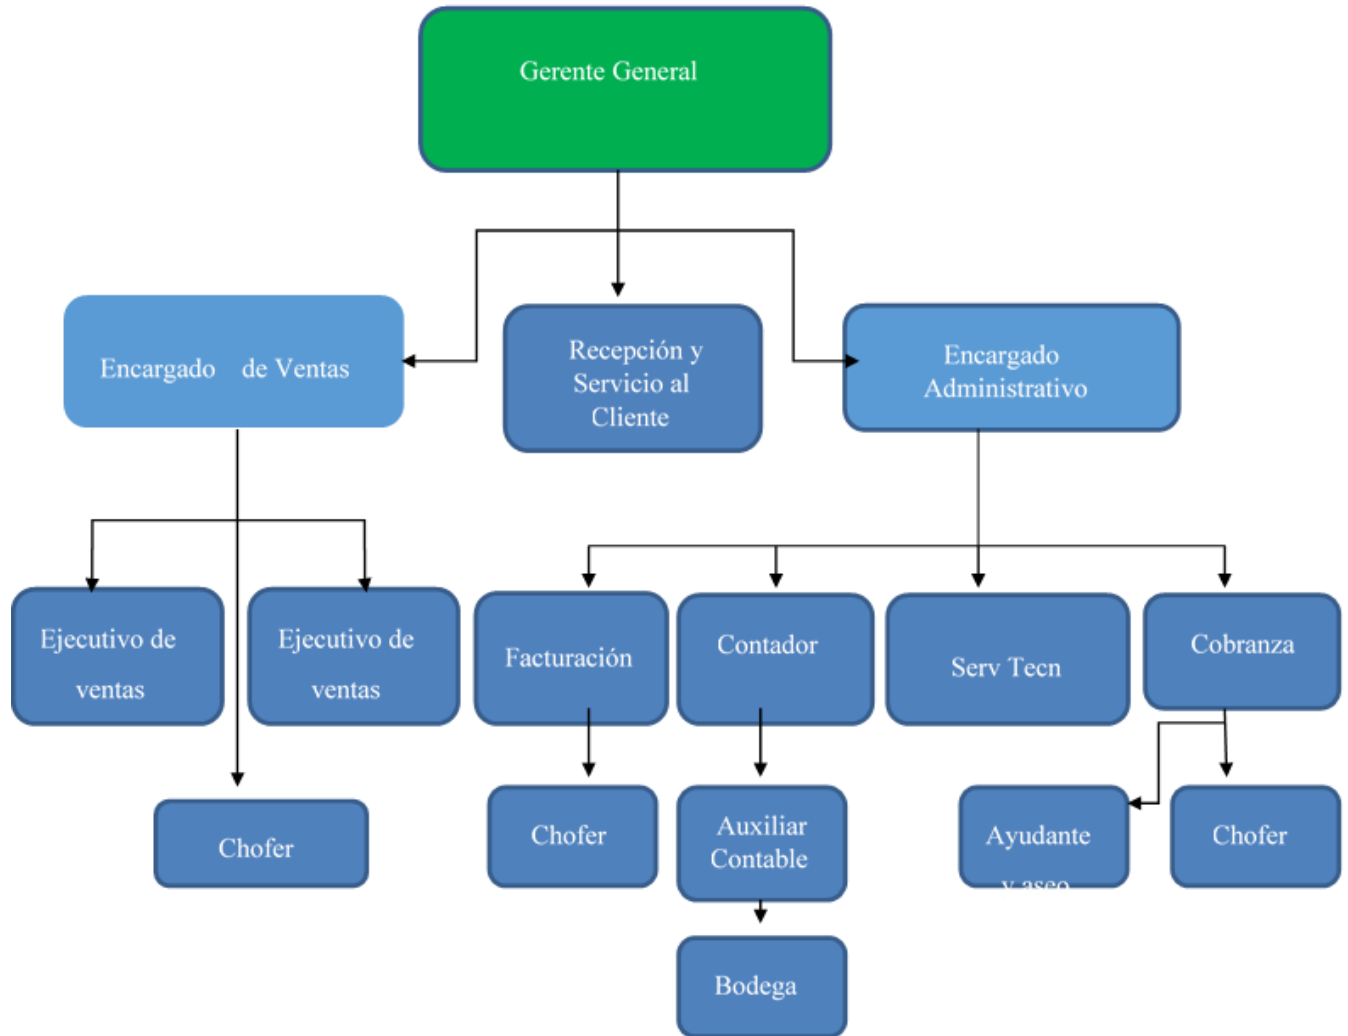 Gerente General
Encargado de Ventas
Recepción y
Servicio al
Cliente
Encargado
Administrativo
Ejecutivo de
ventas
Ejecutivo de
ventas
Facturación
Contador
Serv Tecn
Cobranza
Chofer
Chofer
Auxiliar
Contable
Ayudante
y aseo
Chofer
Bodega